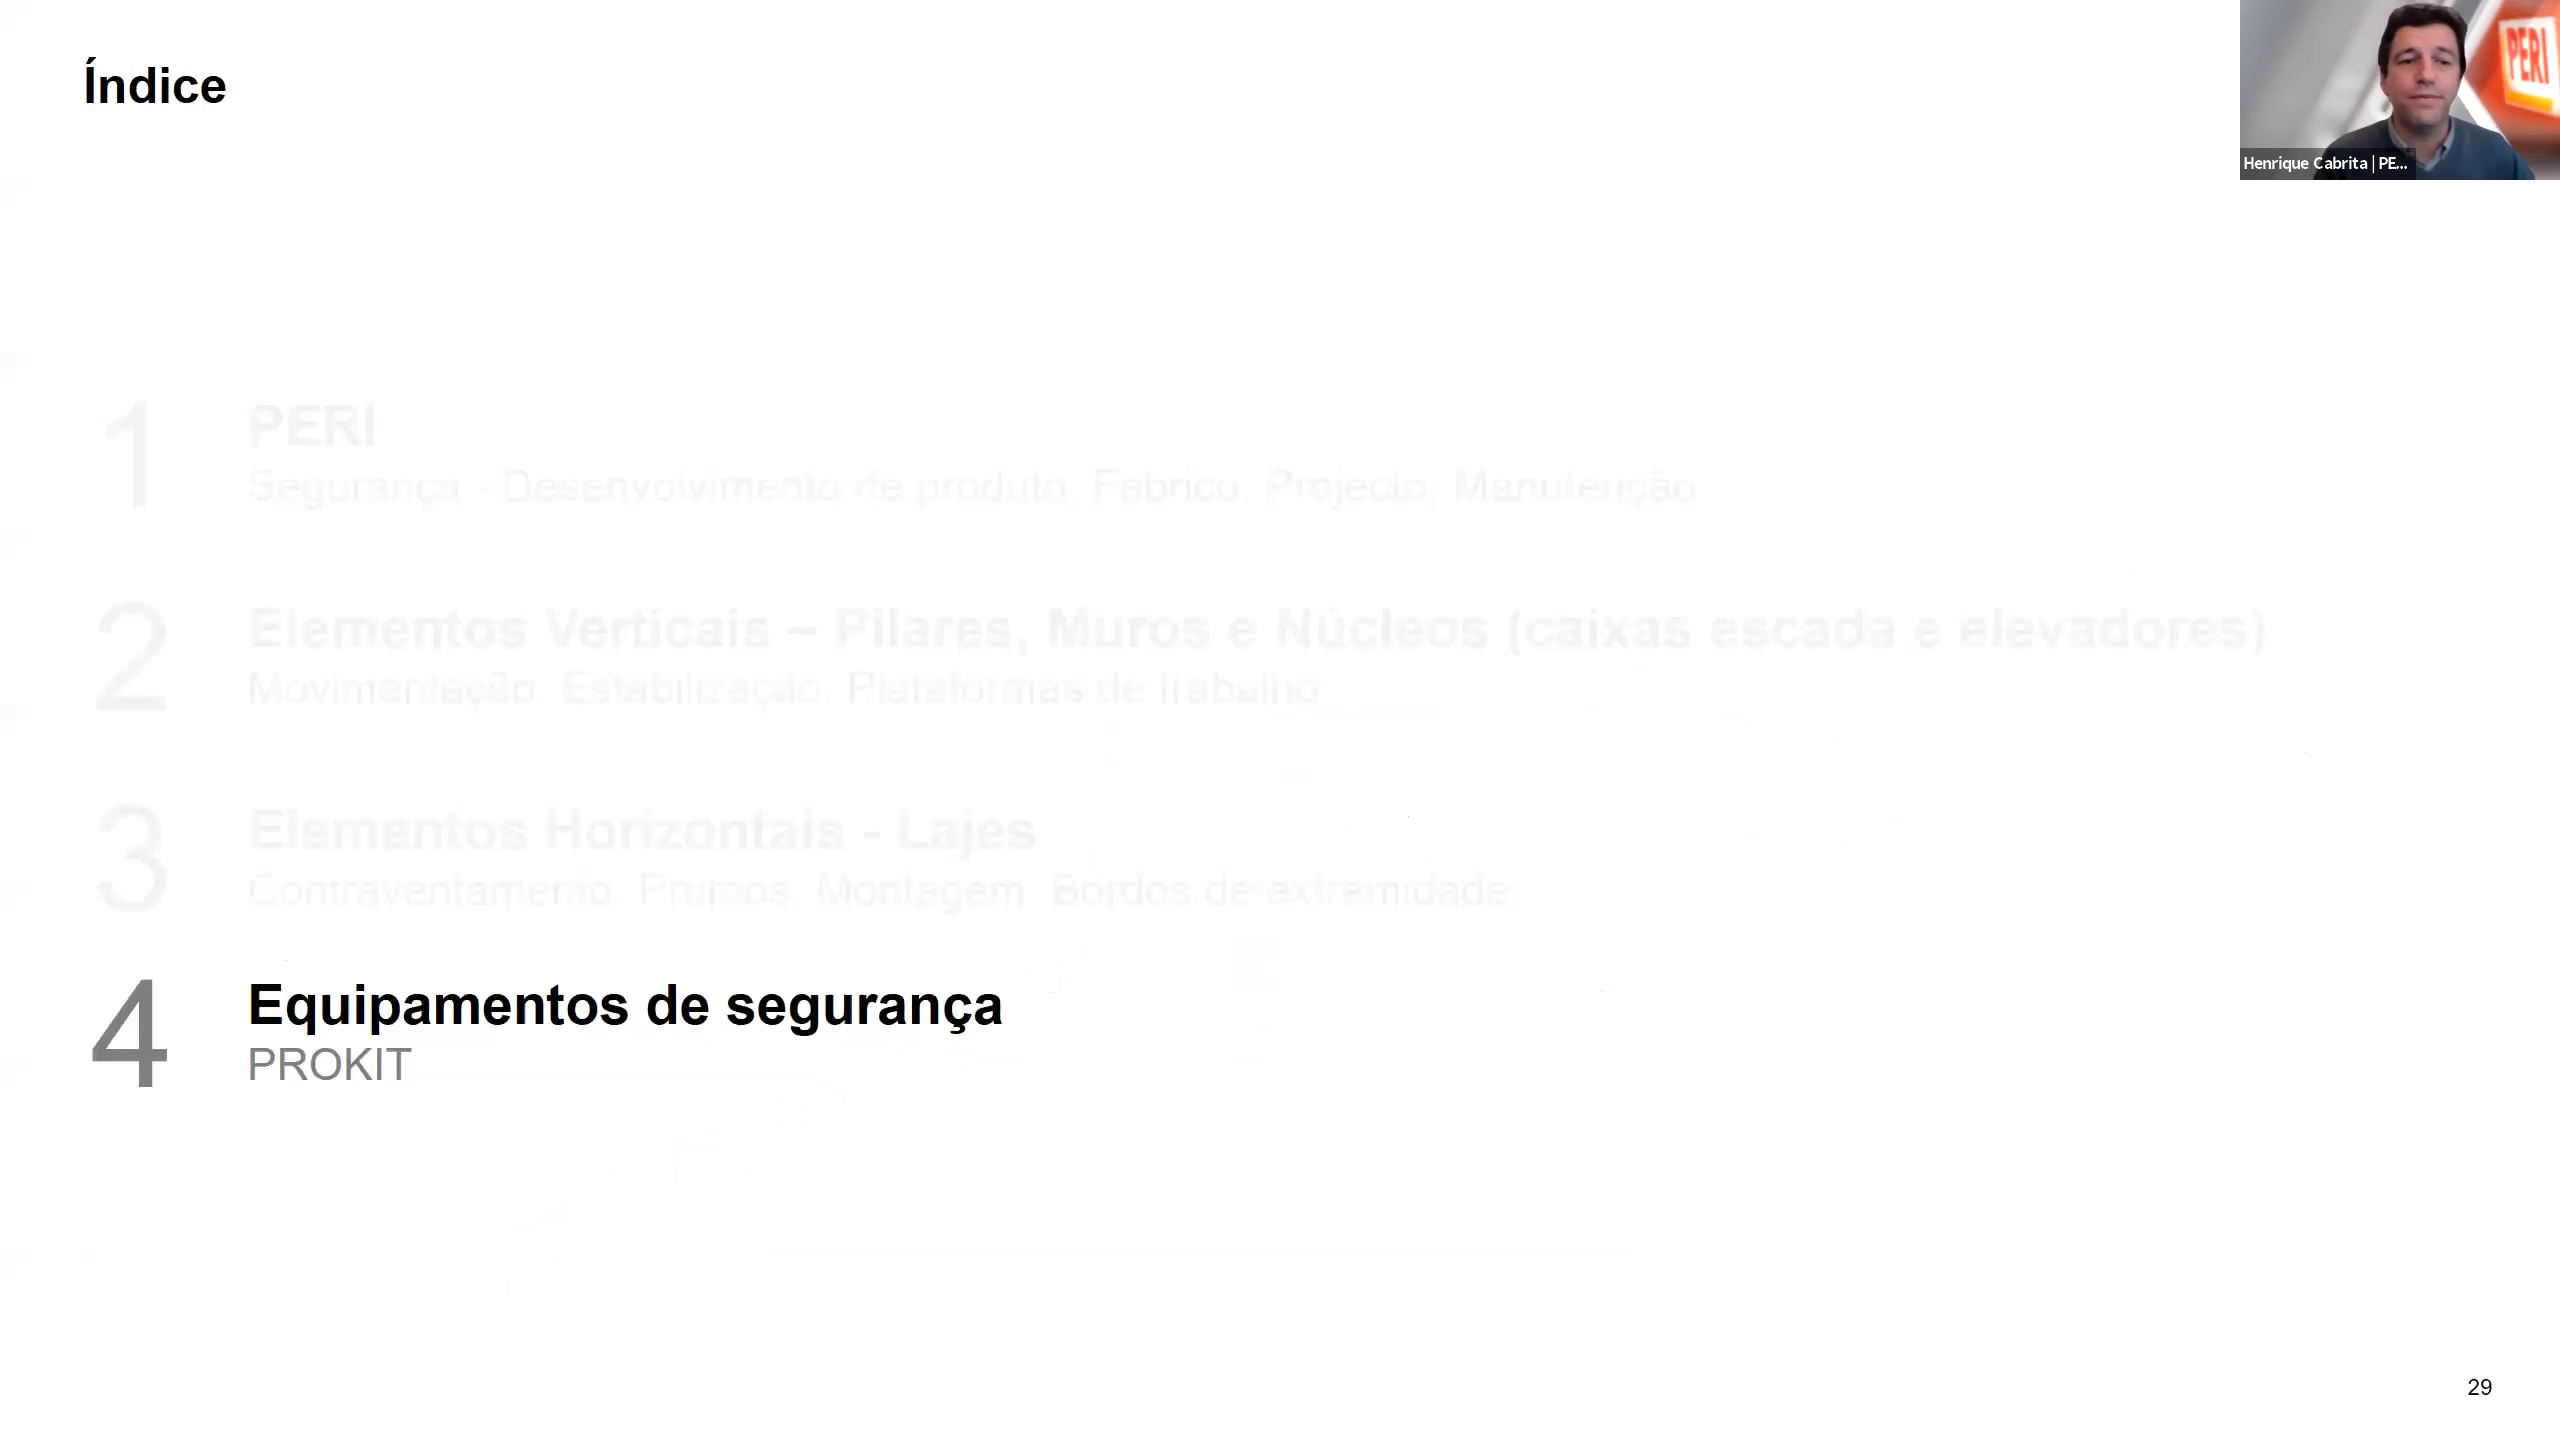 Índice
PERI
Henrique Cabrita | PE...
1
PERI
Segurança - Desenvolvimento de produto, Fabrico, Projecto, Manutenção
2
Elementos Verticais – Pilares, Muros e Núcleos (caixas escada e elevadores)
Movimentação. Estabilização. Plataformas de trabalho
3
Elementos Horizontais - Lajes
Contraventamento. Prumos. Montagem. Bordos de extremidade
4
Equipamentos de segurança
PROKIT
29